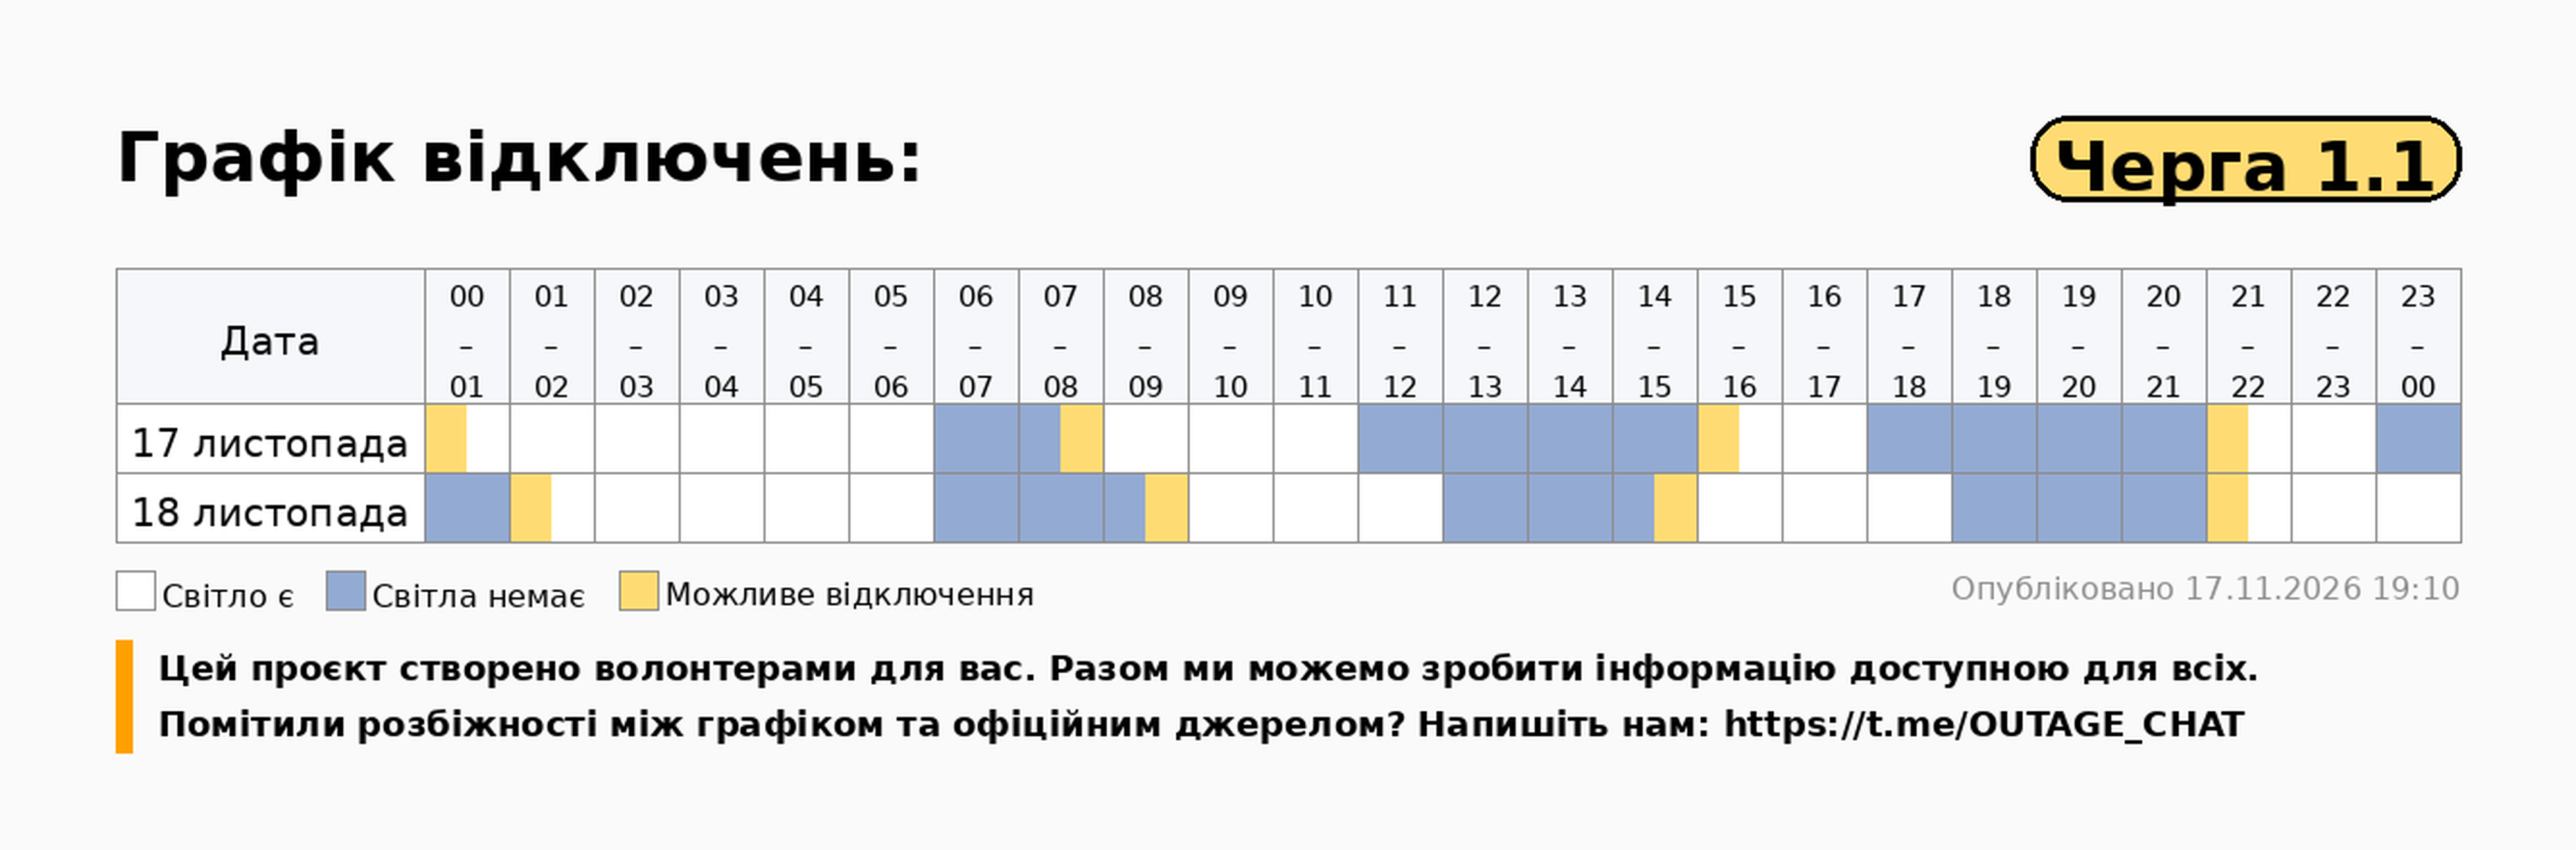 Графік відключень:
Черга 1.1
Дата 00 – 01 01 – 02 02 – 03 03 – 04 04 – 05 05 – 06 06 – 07 07 – 08 08 – 09 09 – 10 10 – 11 11 – 12 12 – 13 13 – 14 14 – 15 15 – 16 16 – 17 17 – 18 18 – 19 19 – 20 20 – 21 21 – 22 22 – 23 23 – 00
17 листопада
18 листопада
Світло є Світла немає Можливе відключення
Опубліковано 17.11.2026 19:10
Цей проєкт створено волонтерами для вас. Разом ми можемо зробити інформацію доступною для всіх.
Помітили розбіжності між графіком та офіційним джерелом? Напишіть нам: https://t.me/OUTAGE_CHAT